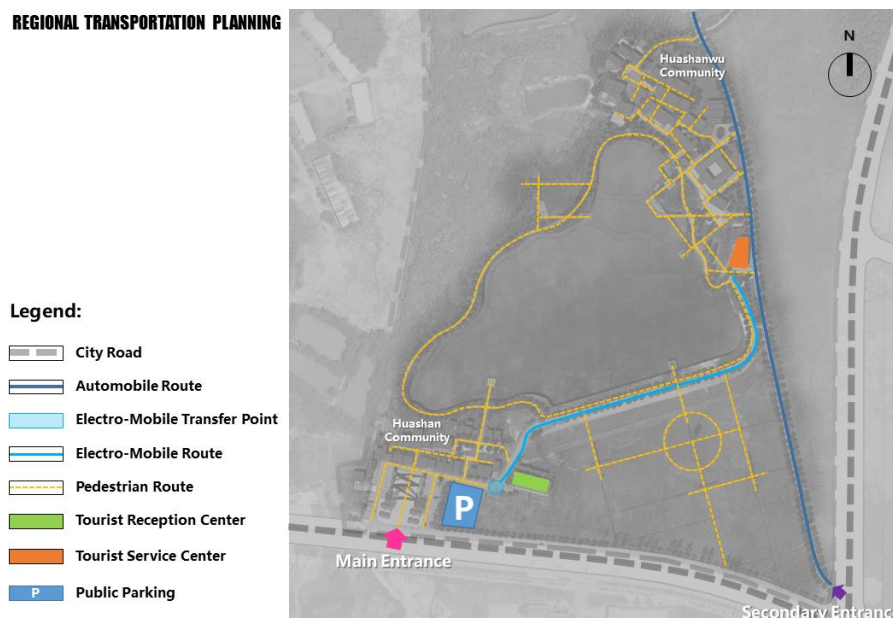 REGIONAL TRANSPORTATION PLANNING
N
Huashanwu
Community
Legend:
City Road
Automobile Route
Electro-Mobile Transfer Point
Huashan
Community
Electro-Mobile Route
Pedestrian Route
P
Tourist Reception Center
Tourist Service Center
Main Entrance
P Public Parking
Secondary Entranc